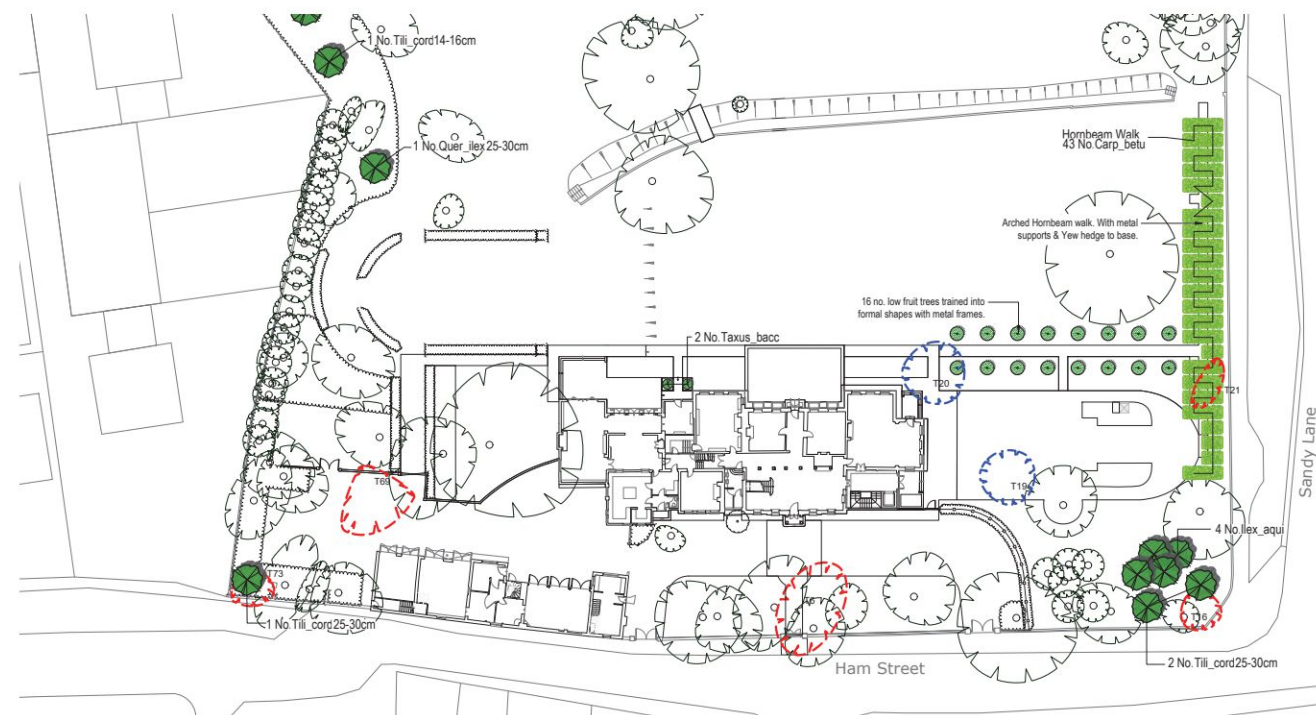 1 No.Tili_cord14-16cm
1 No.Quer_ilex25-30cm
Hornbeam Walk
43 No.Carp_betu
Arched Hornbeam walk. With metal
supports & Yew hedge to base.
16 no. low fruit trees trained into
formal shapes with metal frames.
2 No.Taxus_bacc
T20
T21
Sandy Lane
T69
T19
4 No.Ilex_aqui
T73
T16
1 No.Tili_cord25-30cm
Ham Street
2 No.Tili_cord25-30cm